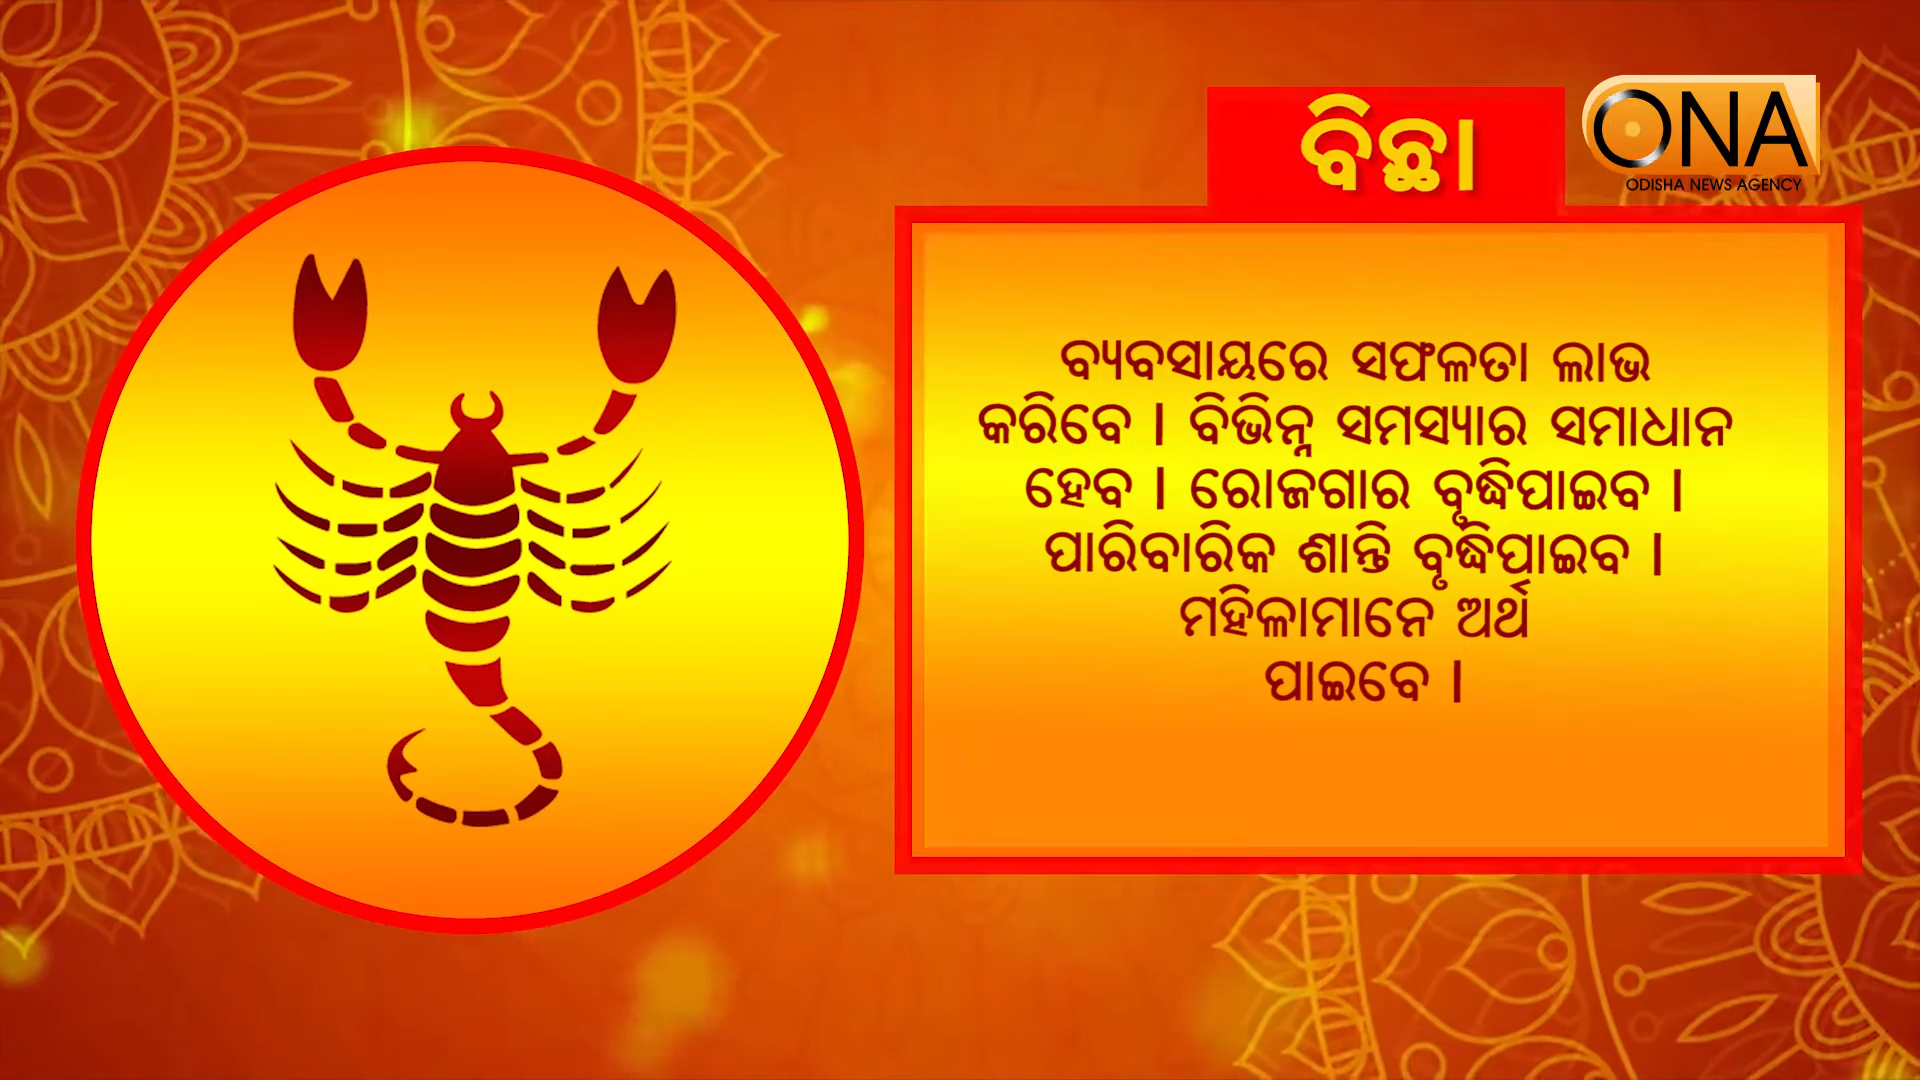 ବିଛା
ONA
ODISHA NEWS AGENCY
ବ୍ୟବସାୟରେ ସଫଳତା ଲାଭ
କରିବେ । ବିଭିନ୍ନ ସମସ୍ୟାର ସମାଧାନ
ହେବ । ରୋଜଗାର ବୃଦ୍ଧିପାଇବ ।
ପାରିବାରିକ ଶାନ୍ତି ବୃଦ୍ଧିପାଇବ ।
ମହିଳାମାନେ ଅର୍ଥ
ପାଇବେ ।